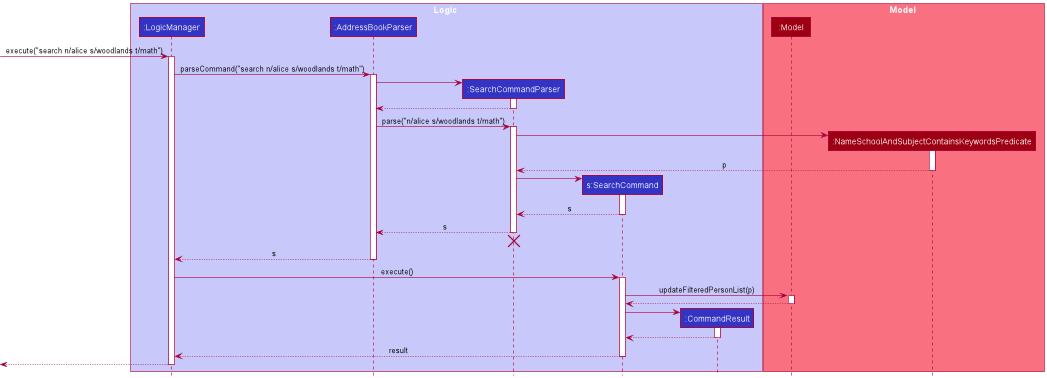 Logic
Model
:LogicManager
:AddressBookParser
:Model
execute("search n/alice s/woodlands t/math")
parseCommand("search n/alice s/woodlands t/math")
:SearchCommandParser
parse("n/alice s/woodlands t/math")
:NameSchoolAndSubjectContainsKeywordsPredicate
p
s:SearchCommand
s
s
s
execute()
updateFilteredPersonList(p)
:CommandResult
result